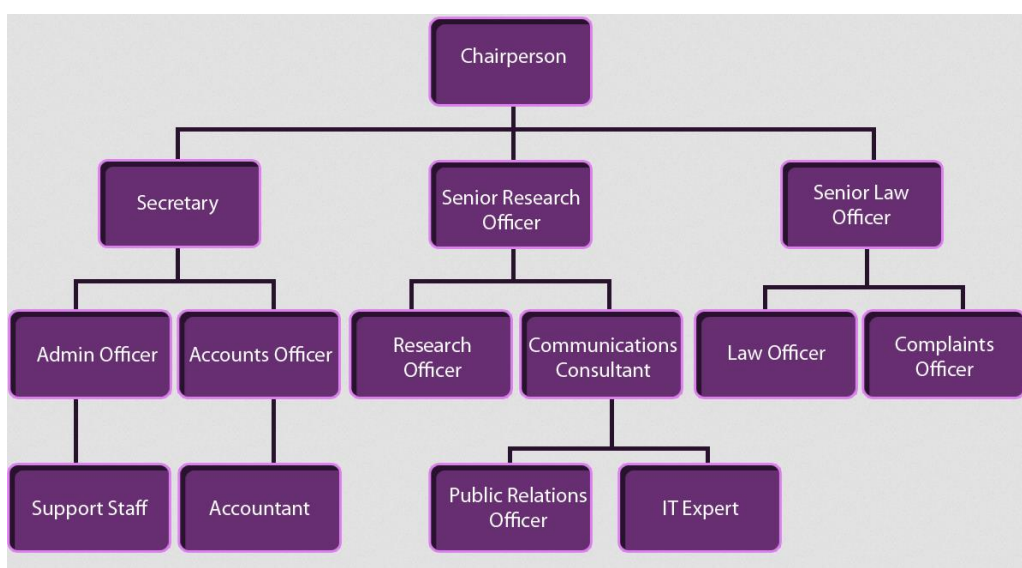 Chairperson
Secretary
Senior Research
Officer
Senior Law
Officer
Admin Officer
Accounts Officer
Research
Officer
Communications
Consultant
Law Officer
Complaints
Officer
Support Staff
Accountant
Public Relations
Officer
IT Expert